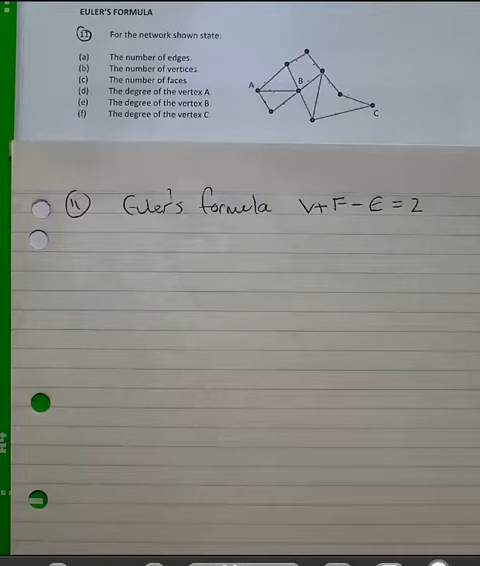 EULER'S FORMULA
11 For the network shown state:
(a) The number of edges.
(b) The number of vertices.
(c) The number of faces.
(d) The degree of the vertex A.
(e) The degree of the vertex B.
(f) The degree of the vertex C.
A
B
C
11 Euler's formula V+F-E=2
A4